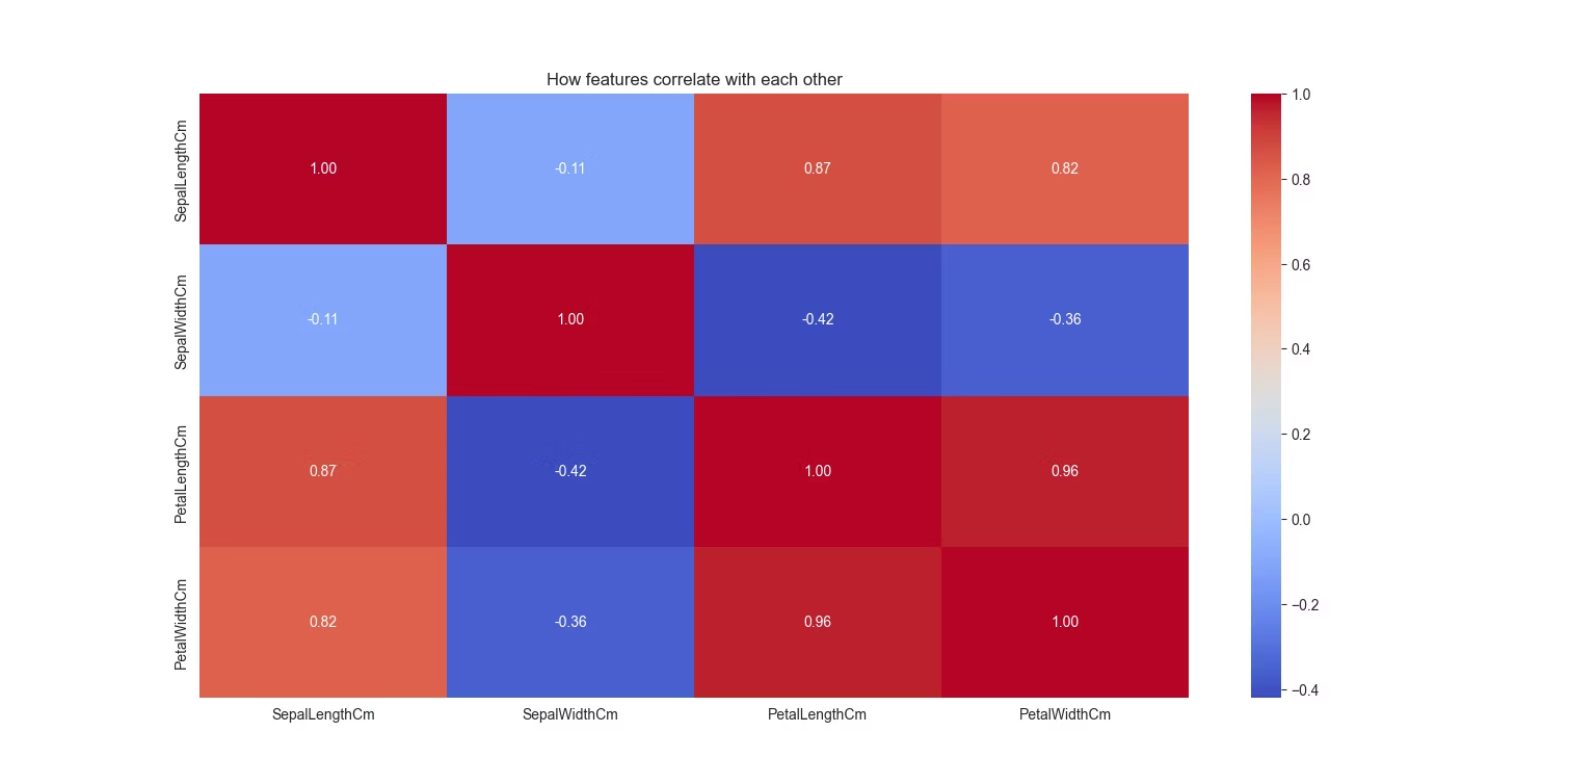 How features correlate with each other
SepalLengthCm
1.00
-0.11
0.87
0.82
SepalWidthCm
-0.11
1.00
-0.42
-0.36
PetalLengthCm
0.87
-0.42
1.00
0.96
PetalWidthCm
0.82
-0.36
0.96
1.00
SepalLengthCm
SepalWidthCm
PetalLengthCm
PetalWidthCm
1.0
0.8
0.6
0.4
0.2
0.0
−0.2
−0.4